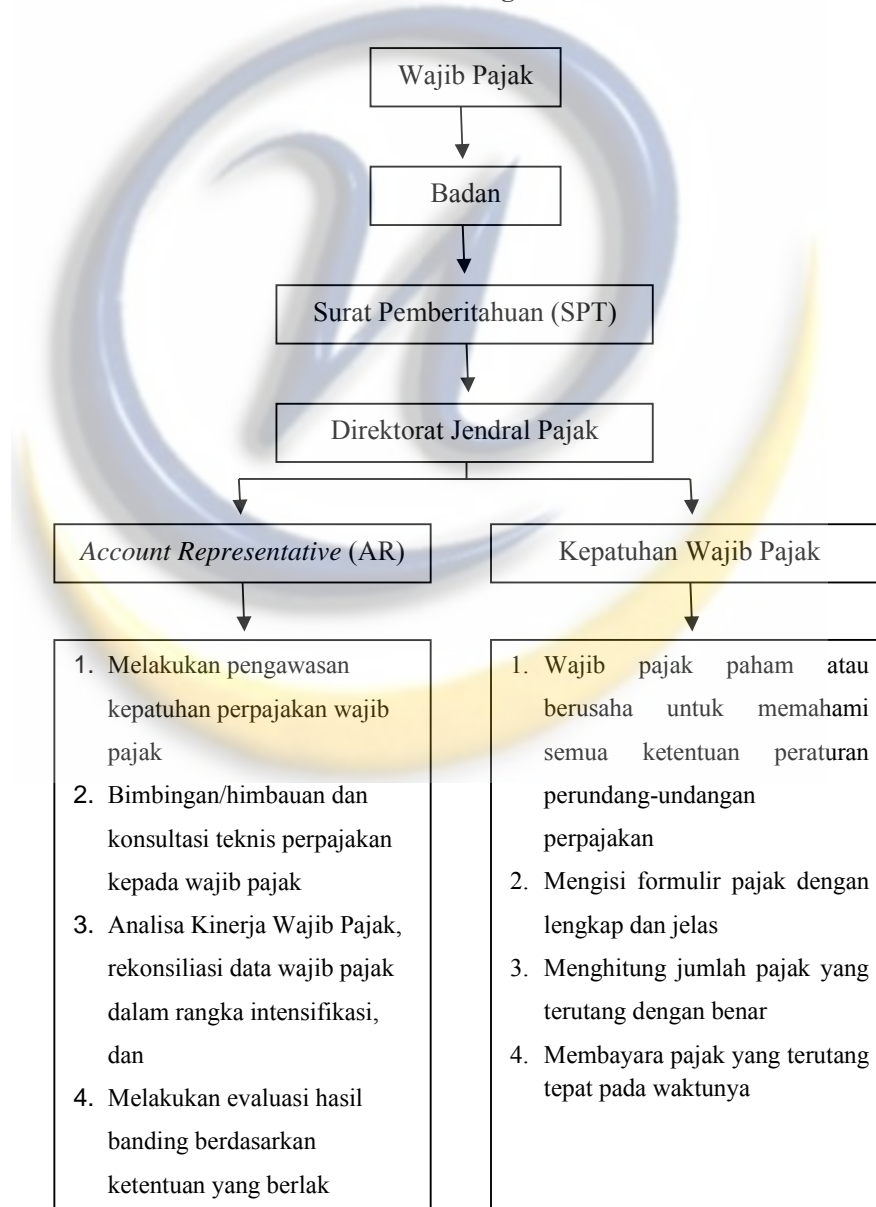 Wajib Pajak
Badan
Surat Pemberitahuan (SPT)
Direktorat Jendral Pajak
Account Representative (AR)
Kepatuhan Wajib Pajak
1. Melakukan pengawasan
kepatuhan perpajakan wajib
pajak
2. Bimbingan/himbauan dan
konsultasi teknis perpajakan
kepada wajib pajak
3. Analisa Kinerja Wajib Pajak,
rekonsiliasi data wajib pajak
dalam rangka intensifikasi,
dan
4. Melakukan evaluasi hasil
banding berdasarkan
ketentuan yang berlak
1. Wajib pajak paham atau
berusaha untuk memahami
semua ketentuan peraturan
perundang-undangan
perpajakan
2. Mengisi formulir pajak dengan
lengkap dan jelas
3. Menghitung jumlah pajak yang
terutang dengan benar
4. Membayara pajak yang terutang
tepat pada waktunya